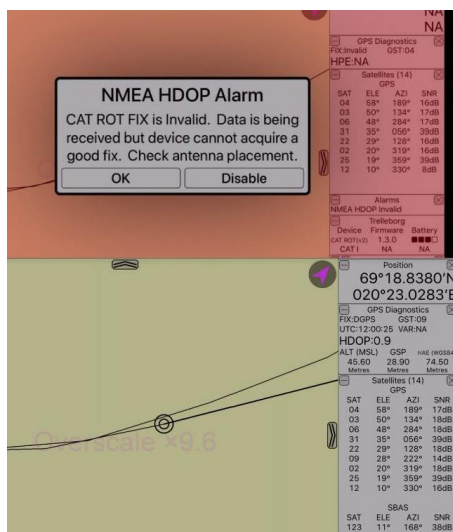 NA
NA
GPS Diagnostics
FIX:Invalid GST:04
HPE:NA
Satellites (14)
GPS
SAT ELE AZI SNR
04 58° 189° 16dB
03 50° 134° 17dB
06 48° 284° 17dB
31 35° 056° 39dB
22 29° 128° 16dB
02 20° 319° 16dB
25 19° 359° 39dB
12 10° 330° 8dB
Alarms
NMEA HDOP Invalid
Trelleborg
Device Firmware Battery
CAT ROT(v2) 1.3.0
CAT I NA NA
NMEA HDOP Alarm
CAT ROT FIX is Invalid. Data is being
received but device cannot acquire a
good fix. Check antenna placement.
OK Disable
Position
69°18.8380'N
020°23.0283'E
GPS Diagnostics
FIX:DGPS GST:09
UTC:12:00:25 VAR:NA
HDOP:0.9
ALT (MSL) GSP HAE (WGS84
45.60 28.90 74.50
Metres Metres Metres
Satellites (14)
GPS
SAT ELE AZI SNR
04 58° 189° 17dB
03 50° 134° 18dB
06 48° 284° 18dB
31 35° 056° 39dB
22 29° 128° 18dB
09 28° 222° 14dB
02 20° 319° 18dB
25 19° 359° 39dB
12 10° 330° 16dB
SBAS
SAT ELE AZI SNR
123 11° 168° 38dB
Overscale ×9.6